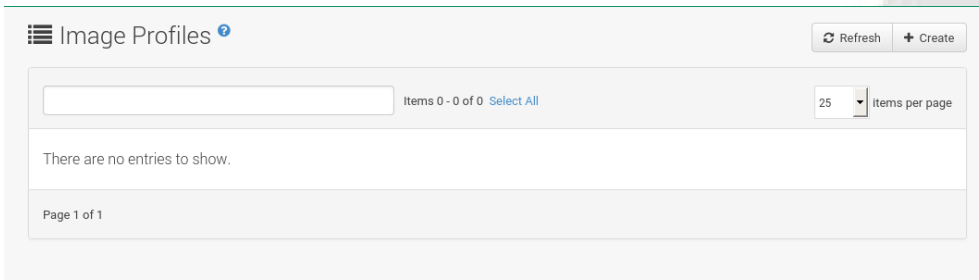 Image Profiles ?
Refresh Create
Items 0 - 0 of 0 Select All 25 items per page
There are no entries to show.
Page 1 of 1